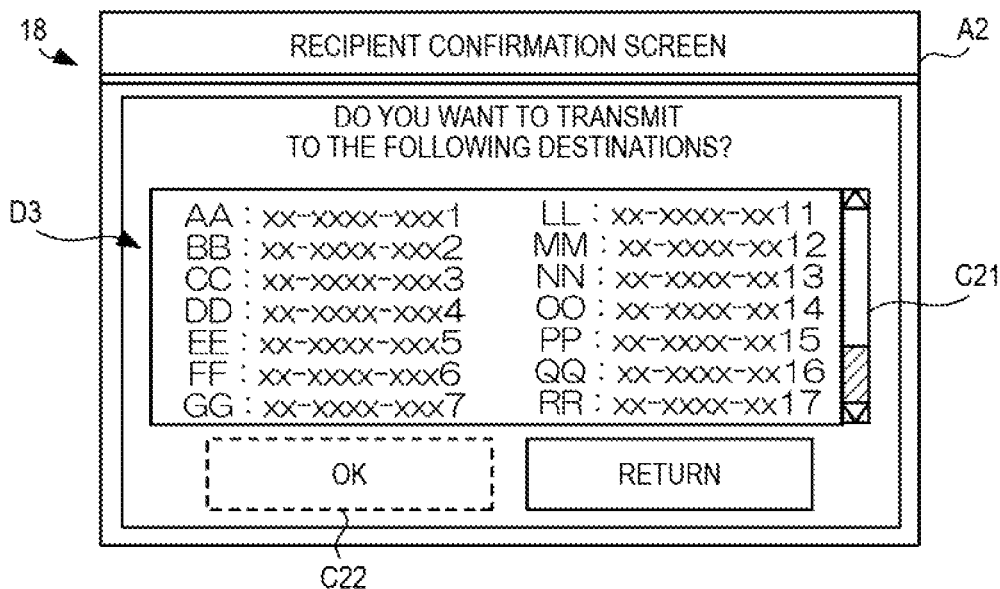 18
A2
RECIPIENT CONFIRMATION SCREEN
DO YOU WANT TO TRANSMIT
TO THE FOLLOWING DESTINATIONS?
D3
AA : xx-xxxx-xxx1
BB : xx-xxxx-xxx2
CC : xx-xxxx-xxx3
DD : xx-xxxx-xxx4
EE : xx-xxxx-xxx5
FF : xx-xxxx-xxx6
GG : xx-xxxx-xxx7
LL : xx-xxxx-xx11
MM : xx-xxxx-xx12
NN : xx-xxxx-xx13
OO : xx-xxxx-xx14
PP : xx-xxxx-xx15
QQ : xx-xxxx-xx16
RR : xx-xxxx-xx17
C21
OK
RETURN
C22